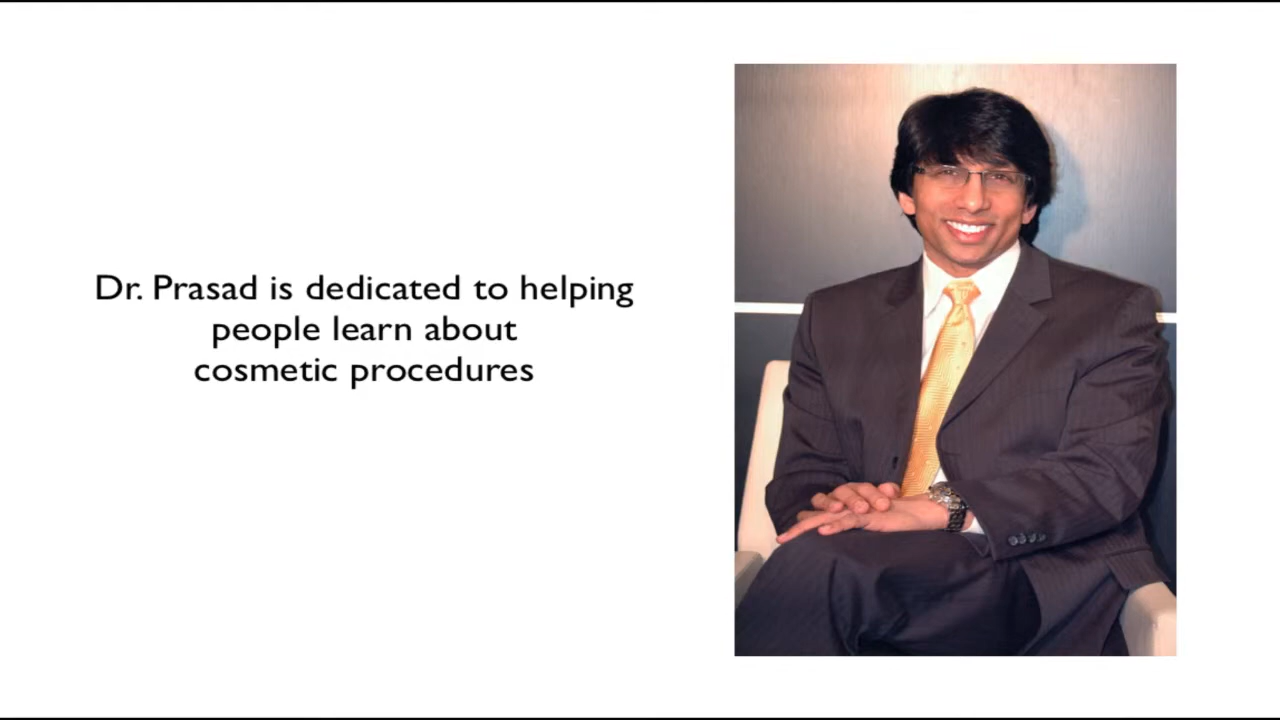 Dr. Prasad is dedicated to helping
people learn about
cosmetic procedures